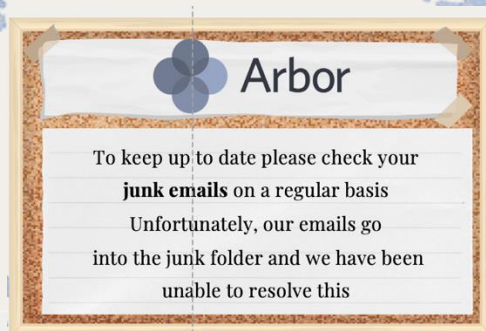 Arbor
To keep up to date please check your
junk emails on a regular basis
Unfortunately, our emails go
into the junk folder and we have been
unable to resolve this